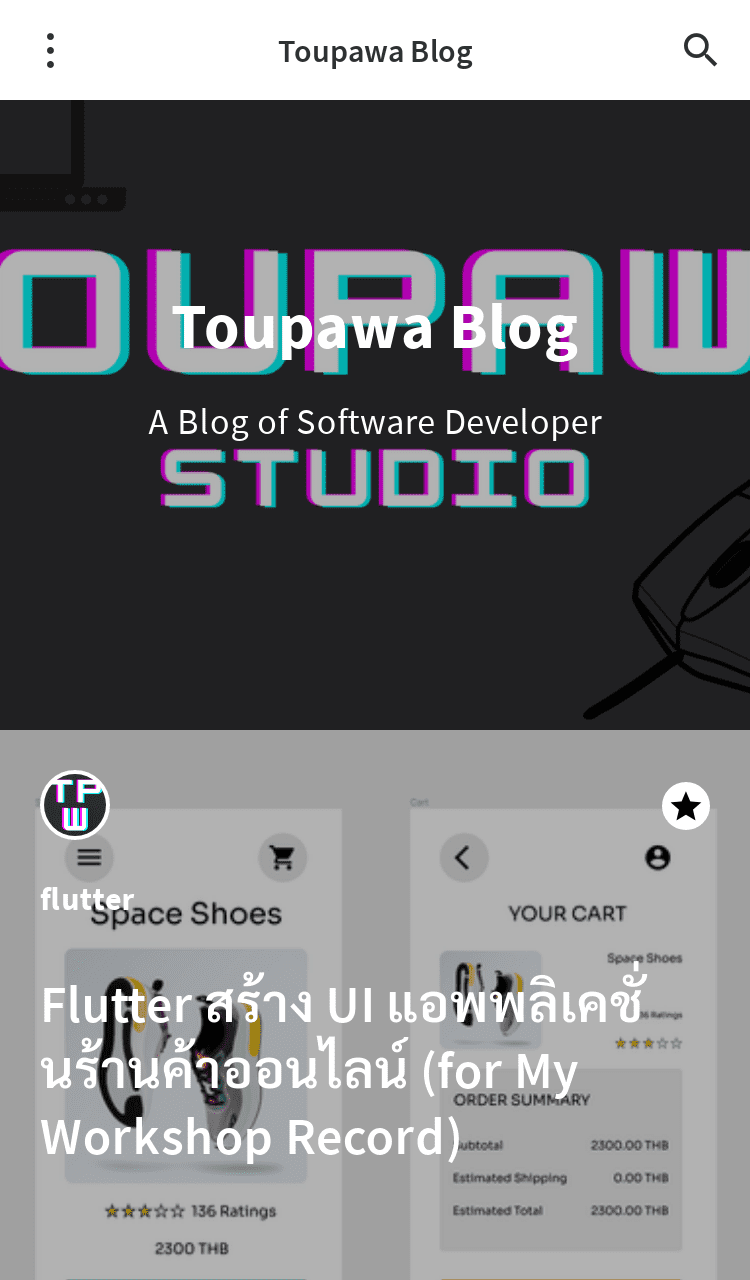 Toupawa Blog
OUPAW
Toupawa Blog
A Blog of Software Developer
STUDIO
TP
W
Cart
flutter
Space Shoes
YOUR CART
Space Shoes
36 Ratings
Flutter สร้าง UI แอพพลิเคชั่
นร้านค้าออนไลน์ (for My
Workshop Record)
ORDER SUMMARY
Subtotal 2300.00 THB
Estimated Shipping 0.00 THB
Estimated Total 2300.00 THB
136 Ratings
2300 THB